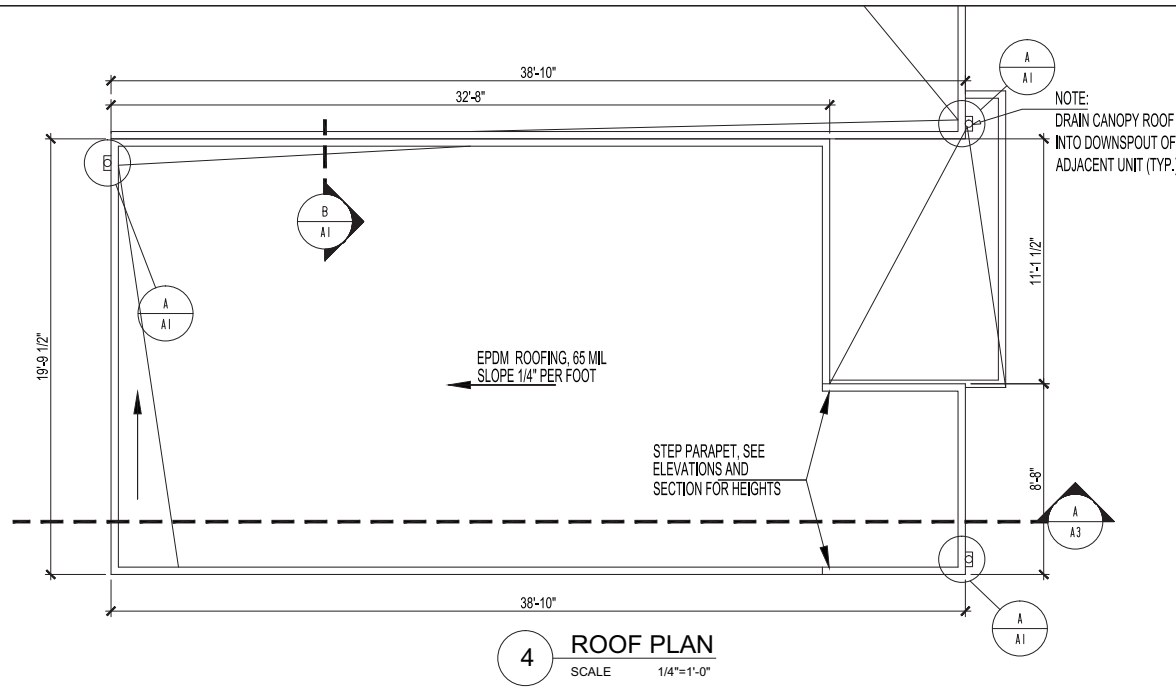 38'-10"
A
A1
32'-8"
NOTE:
DRAIN CANOPY ROOF
INTO DOWNSPOUT OF
ADJACENT UNIT (TYP.)
B
A1
11'-1 1/2"
A
A1
19'-9 1/2"
EPDM ROOFING, 65 MIL
SLOPE 1/4" PER FOOT
STEP PARAPET, SEE
ELEVATIONS AND
SECTION FOR HEIGHTS
8'-8"
A
A3
38'-10"
A
A1
4
ROOF PLAN
SCALE 1/4"=1'-0"